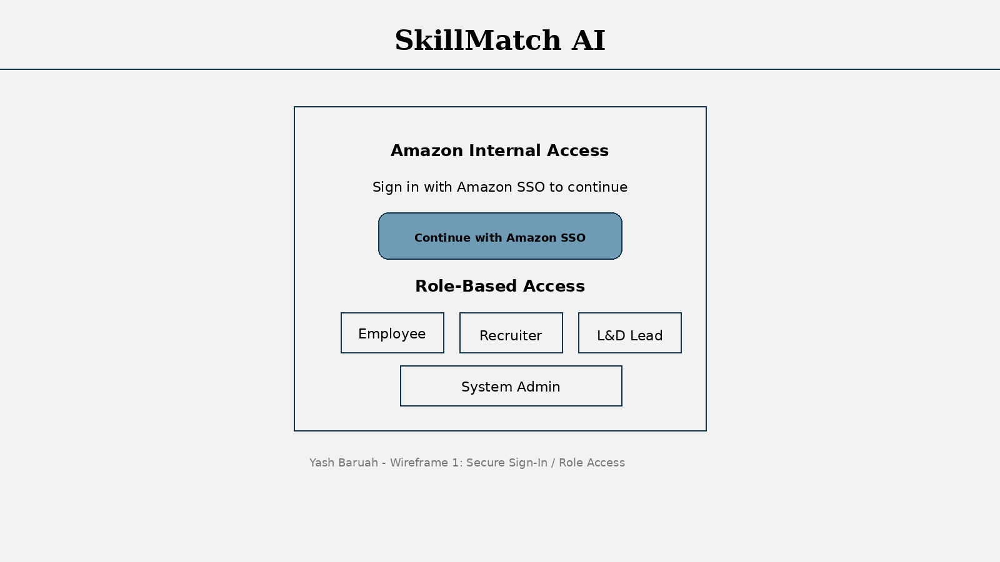 SkillMatch AI
Amazon Internal Access
Sign in with Amazon SSO to continue
Continue with Amazon SSO
Role-Based Access
Employee
Recruiter
L&D Lead
System Admin
Yash Baruah - Wireframe 1: Secure Sign-In / Role Access